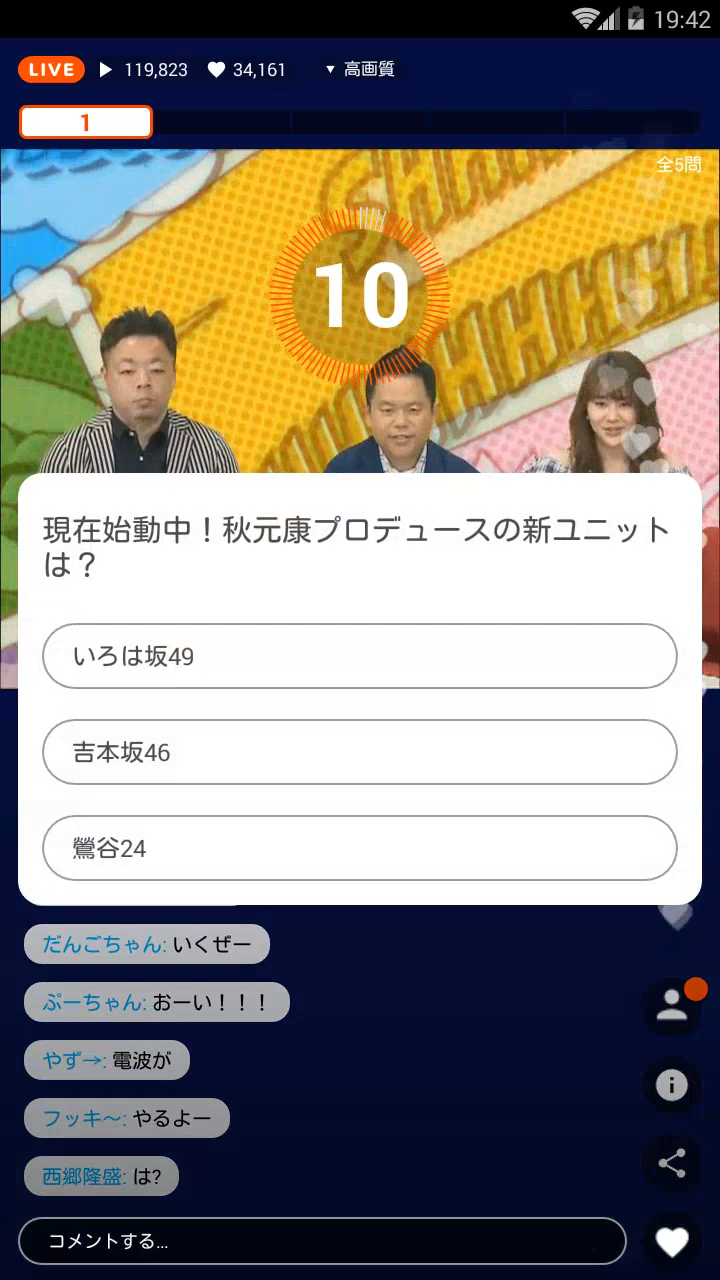 19:42
LIVE 119,823 34,161 ▼ 高画質
1
全5問
10
現在始動中！秋元康プロデュースの新ユニット
は？
いろは坂49
吉本坂46
鶯谷24
だんごちゃん: いくぜー
ぷーちゃん: おーい！！！
やず→: 電波が
フッキ〜: やるよー
西郷隆盛: は?
コメントする...